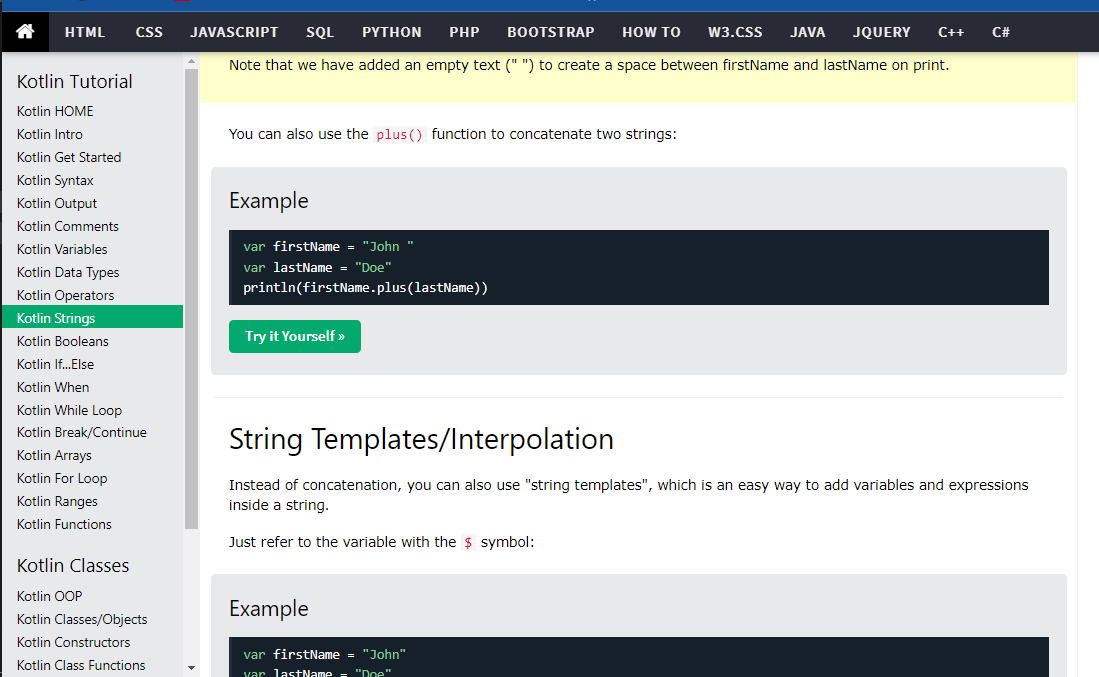 HTML CSS JAVASCRIPT SQL PYTHON PHP BOOTSTRAP HOW TO W3.CSS JAVA JQUERY C++ C#
Kotlin Tutorial
Kotlin HOME
Kotlin Intro
Kotlin Get Started
Kotlin Syntax
Kotlin Output
Kotlin Comments
Kotlin Variables
Kotlin Data Types
Kotlin Operators
Kotlin Strings
Kotlin Booleans
Kotlin If...Else
Kotlin When
Kotlin While Loop
Kotlin Break/Continue
Kotlin Arrays
Kotlin For Loop
Kotlin Ranges
Kotlin Functions
Kotlin Classes
Kotlin OOP
Kotlin Classes/Objects
Kotlin Constructors
Kotlin Class Functions
Note that we have added an empty text (" ") to create a space between firstName and lastName on print.
You can also use the plus() function to concatenate two strings:
Example
var firstName = "John "
var lastName = "Doe"
println(firstName.plus(lastName))
Try it Yourself »
String Templates/Interpolation
Instead of concatenation, you can also use "string templates", which is an easy way to add variables and expressions
inside a string.
Just refer to the variable with the $ symbol:
Example
var firstName = "John"
var lastName = "Doe"